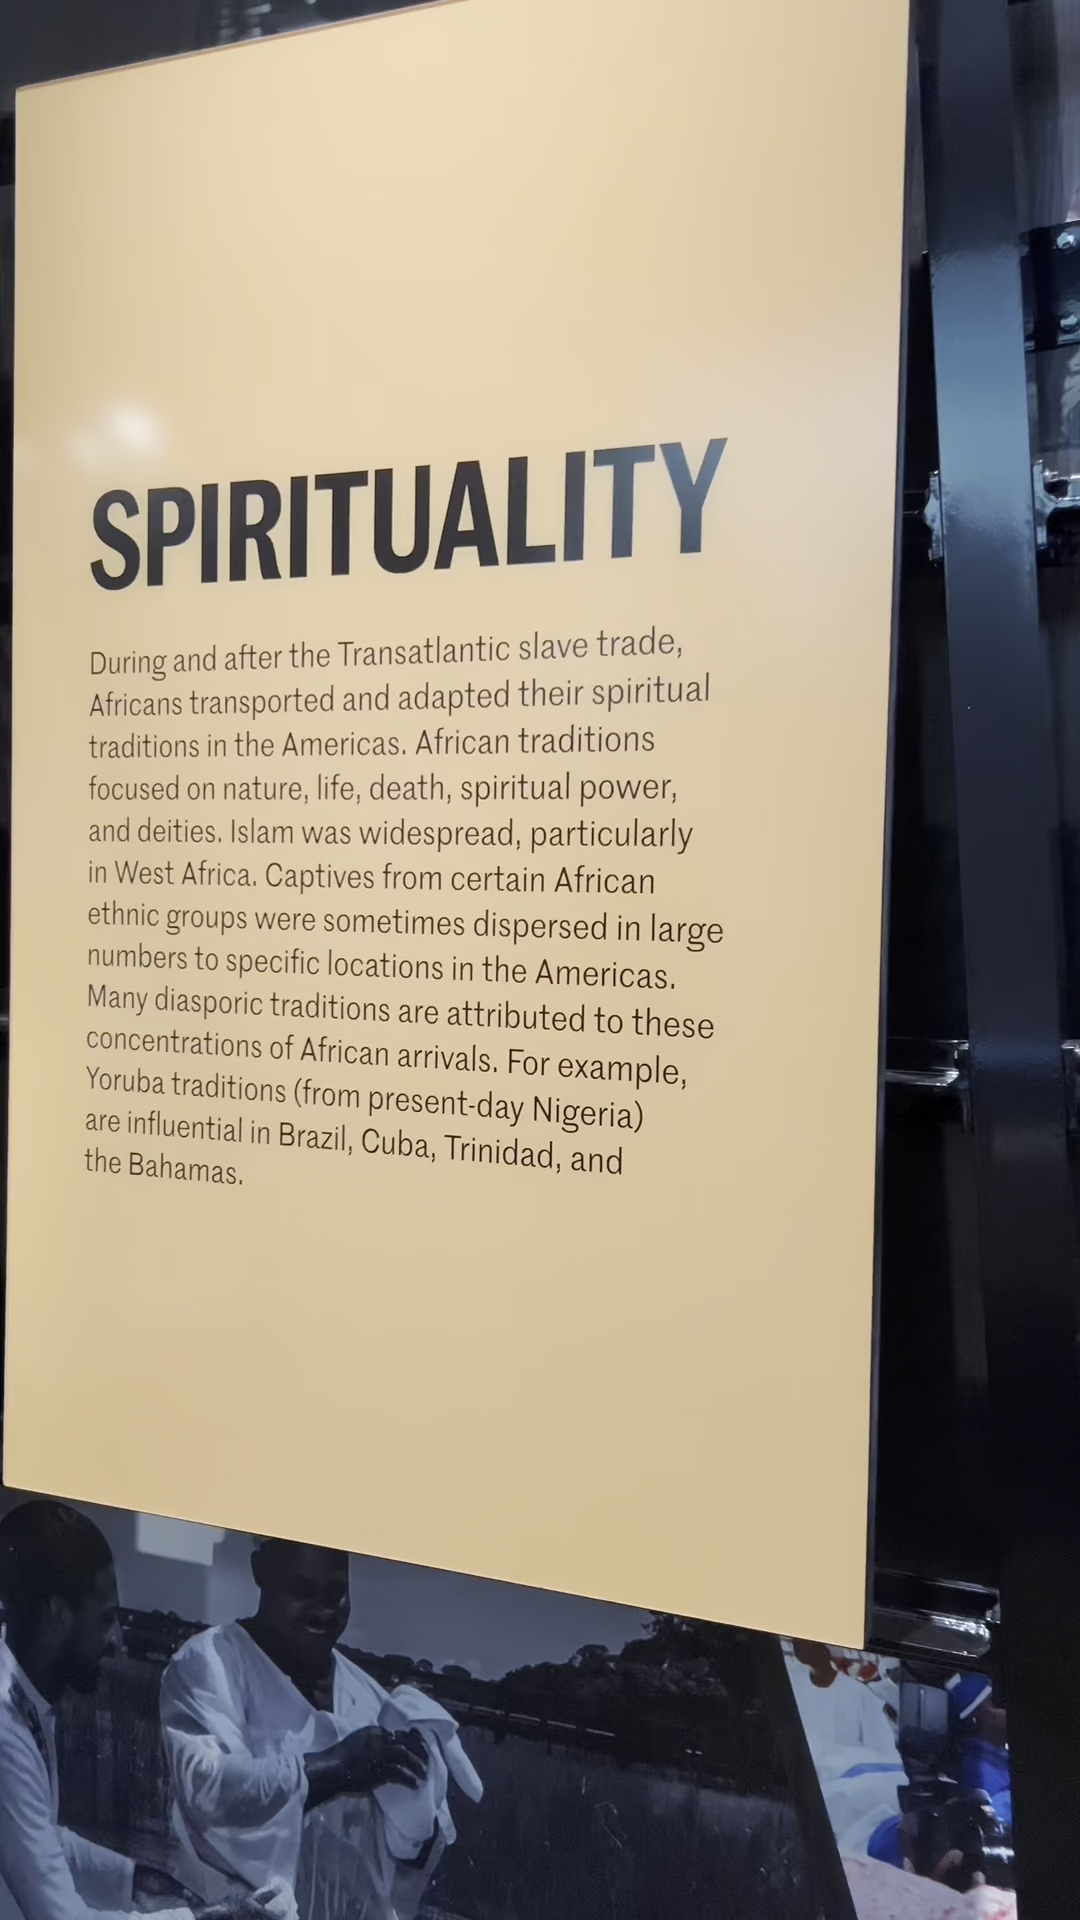 SPIRITUALITY
During and after the Transatlantic slave trade,
Africans transported and adapted their spiritual
traditions in the Americas. African traditions
focused on nature, life, death, spiritual power,
and deities. Islam was widespread, particularly
in West Africa. Captives from certain African
ethnic groups were sometimes dispersed in large
numbers to specific locations in the Americas.
Many diasporic traditions are attributed to these
concentrations of African arrivals. For example,
Yoruba traditions (from present-day Nigeria)
are influential in Brazil, Cuba, Trinidad, and
the Bahamas.